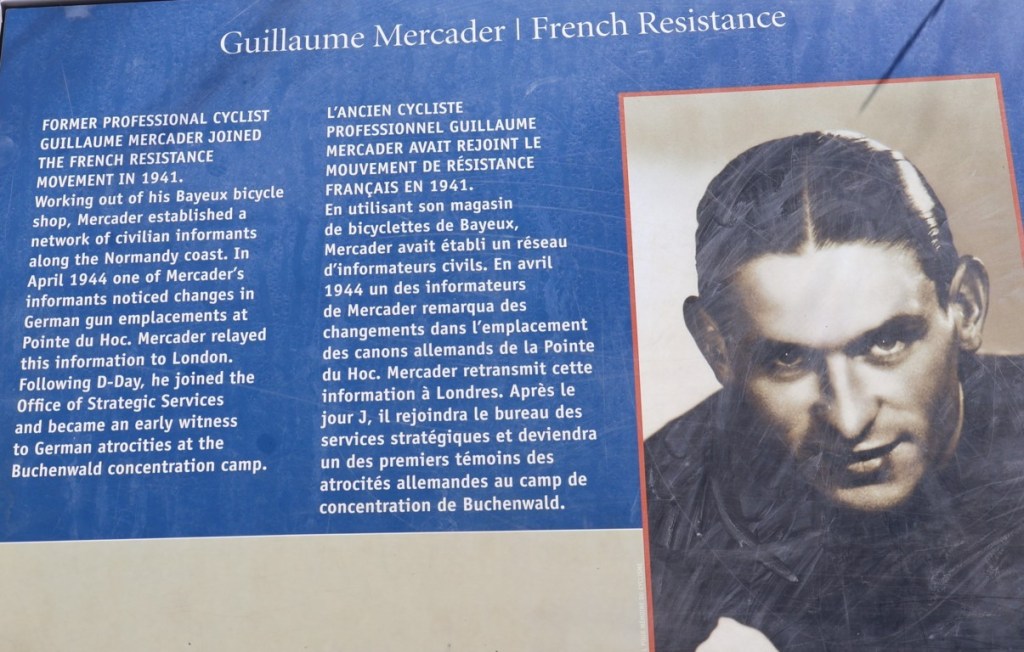 Guillaume Mercader | French Resistance
FORMER PROFESSIONAL CYCLIST
GUILLAUME MERCADER JOINED
THE FRENCH RESISTANCE
MOVEMENT IN 1941.
Working out of his Bayeux bicycle
shop, Mercader established a
network of civilian informants
along the Normandy coast. In
April 1944 one of Mercader's
informants noticed changes in
German gun emplacements at
Pointe du Hoc. Mercader relayed
this information to London.
Following D-Day, he joined the
Office of Strategic Services
and became an early witness
to German atrocities at the
Buchenwald concentration camp.
L'ANCIEN CYCLISTE
PROFESSIONNEL GUILLAUME
MERCADER AVAIT REJOINT LE
MOUVEMENT DE RÉSISTANCE
FRANÇAIS EN 1941.
En utilisant son magasin
de bicyclettes de Bayeux,
Mercader avait établi un réseau
d'informateurs civils. En avril
1944 un des informateurs
de Mercader remarqua des
changements dans l'emplacement
des canons allemands de la Pointe
du Hoc. Mercader retransmit cette
information à Londres. Après le
jour J, il rejoindra le bureau des
services stratégiques et deviendra
un des premiers témoins des
atrocités allemandes au camp de
concentration de Buchenwald.